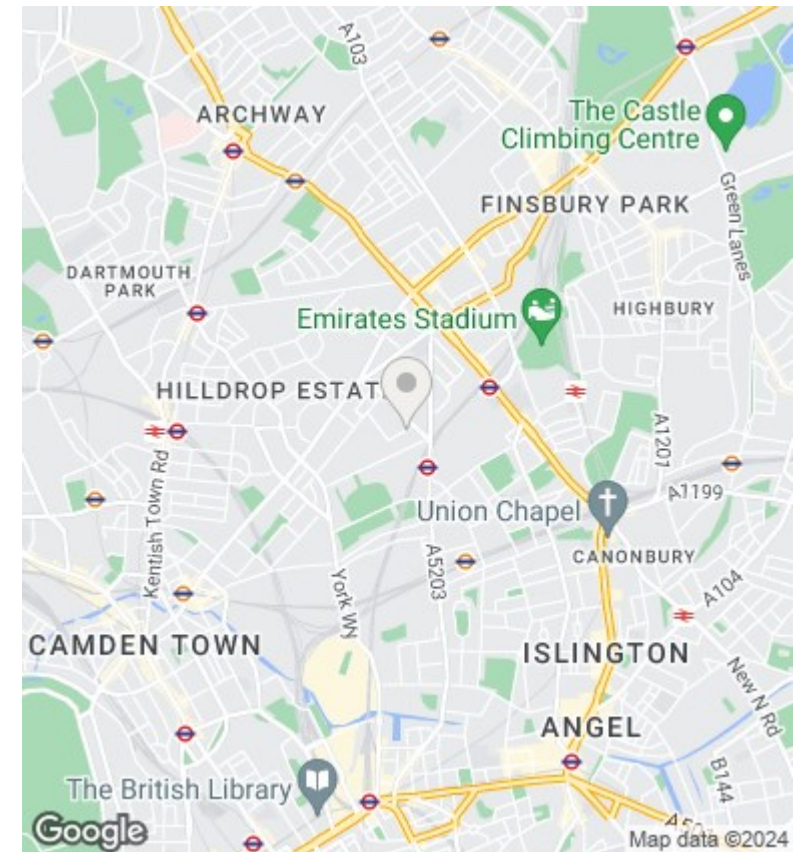 A103
ARCHWAY
The Castle
Climbing Centre
FINSBURY PARK
Green Lanes
DARTMOUTH
PARK
Emirates Stadium
HIGHBURY
HILLDROP ESTAT
A1201
Kentish Town Rd
A1199
Union Chapel
CANONBURY
A5203
York Wy
A104
CAMDEN TOWN
ISLINGTON
New N Rd
ANGEL
B144
The British Library
Google
Map data ©2024